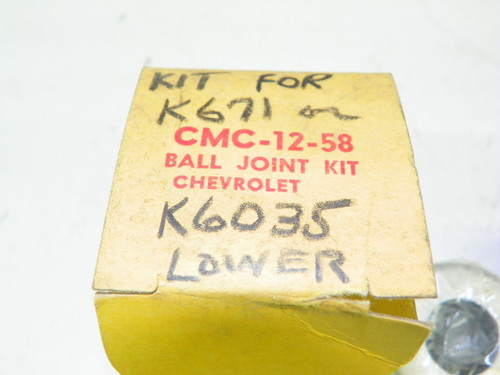 KIT FOR
K671 or
CMC-12-58
BALL JOINT KIT
CHEVROLET
K6035
LOWER